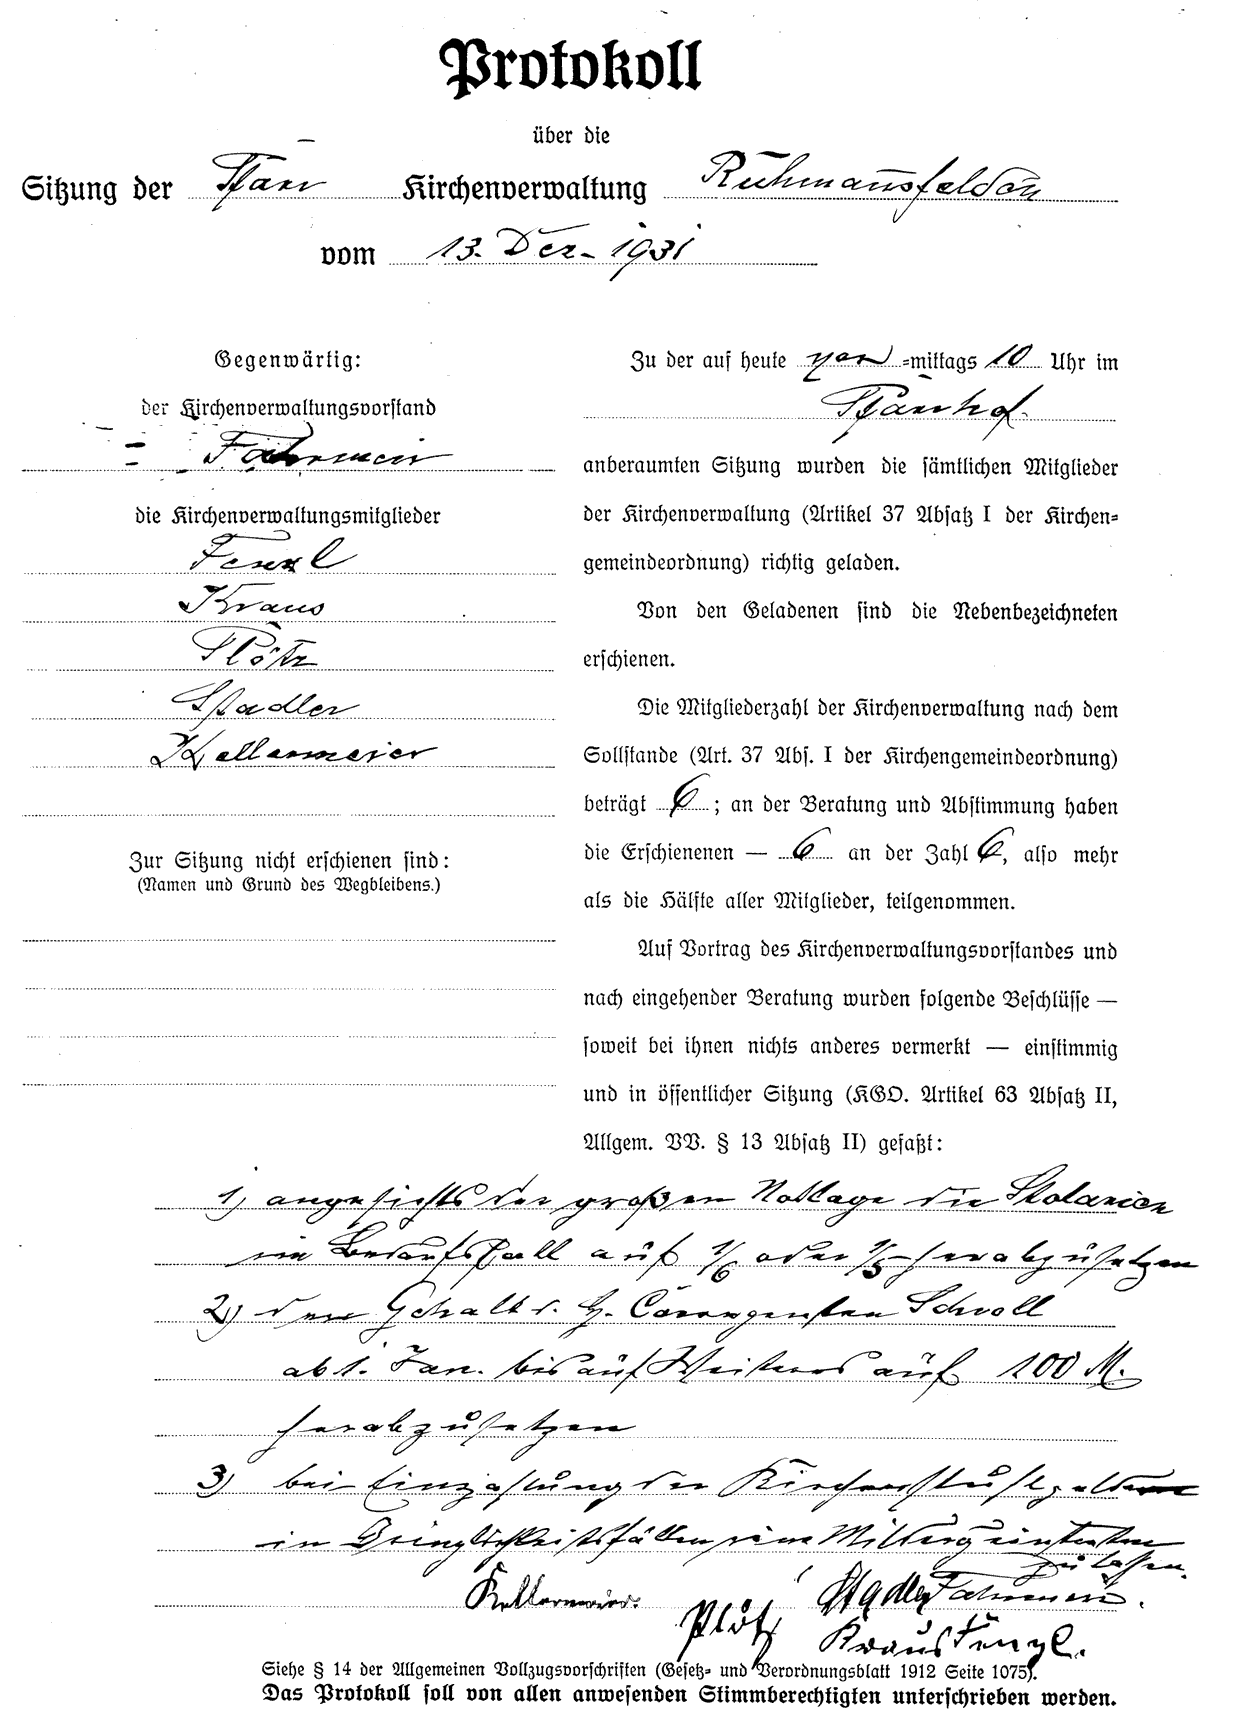 Protokoll
über die
Sitzung der Pfarr Kirchenverwaltung Ruhmannsfelden
vom 13. Dez. 1931
Gegenwärtig:
der Kirchenverwaltungsvorstand
Fahrmeir
die Kirchenverwaltungsmitglieder
Fenzl
Kraus
Plötz
Stadler
Kellermeier
Zur Sitzung nicht erschienen sind:
(Namen und Grund des Wegbleibens.)
Zu der auf heute vor =mittags 10 Uhr im
Pfarrhof
anberaumten Sitzung wurden die sämtlichen Mitglieder
der Kirchenverwaltung (Artikel 37 Absatz I der Kirchen=
gemeindeordnung) richtig geladen.
Von den Geladenen sind die Nebenbezeichneten
erschienen.
Die Mitgliederzahl der Kirchenverwaltung nach dem
Sollstande (Art. 37 Abs. I der Kirchengemeindeordnung)
beträgt 6; an der Beratung und Abstimmung haben
die Erschienenen — 6 an der Zahl 6, also mehr
als die Hälfte aller Mitglieder, teilgenommen.
Auf Vortrag des Kirchenverwaltungsvorstandes und
nach eingehender Beratung wurden folgende Beschlüsse —
soweit bei ihnen nichts anderes vermerkt — einstimmig
und in öffentlicher Sitzung (KGO. Artikel 63 Absatz II,
Allgem. VV. § 13 Absatz II) gefaßt:
1) angesichts der großen Notlage die Stolarien
im Bedarfsfall auf 1/6 oder 1/5 herabzusetzen
2) den Gehalt d. H. Chorregenten Schroll
ab 1. Jan. bis auf Weiteres auf 100 M.
herabzusetzen
3) bei Einzahlung der Kirchenstuhlgelder
in Dringlichkeitsfällen eine Milderung eintreten
zu lassen.
Kellermeier. Plötz Stadler Fahrmeir.
Kraus Fenzl.
Siehe § 14 der Allgemeinen Vollzugsvorschriften (Gesetz= und Verordnungsblatt 1912 Seite 1075).
Das Protokoll soll von allen anwesenden Stimmberechtigten unterschrieben werden.